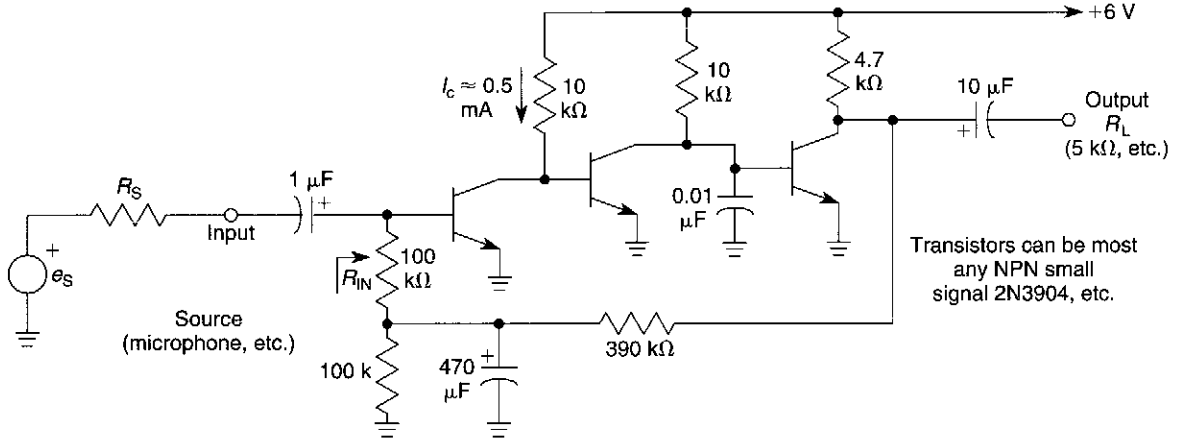 +6 V
I_c ≈ 0.5
mA
10
kΩ
10
kΩ
4.7
kΩ
10 μF
+
Output
R_L
(5 kΩ, etc.)
R_S
1 μF
+
Input
0.01
μF
+
e_S
R_IN
100
kΩ
Source
(microphone, etc.)
Transistors can be most
any NPN small
signal 2N3904, etc.
100 k
+
470
μF
390 kΩ